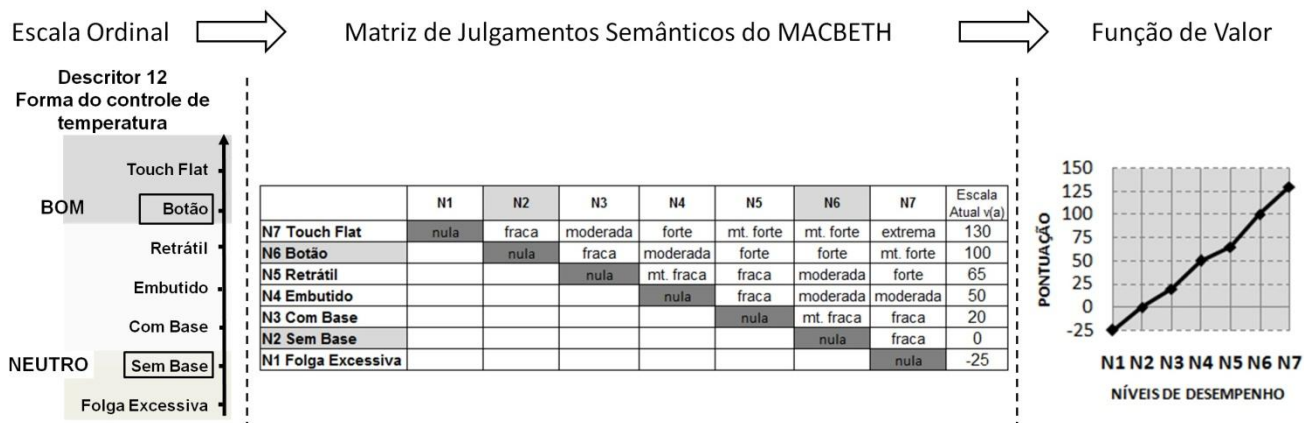 Escala Ordinal
Matriz de Julgamentos Semânticos do MACBETH
Função de Valor
Descritor 12
Forma do controle de
temperatura
Touch Flat
BOM Botão
Retrátil
Embutido
Com Base
NEUTRO Sem Base
Folga Excessiva
N1 N2 N3 N4 N5 N6 N7 Escala
Atual v(a)
N7 Touch Flat nula fraca moderada forte mt. forte mt. forte extrema 130
N6 Botão nula fraca moderada forte forte mt. forte 100
N5 Retrátil nula mt. fraca fraca moderada forte 65
N4 Embutido nula fraca moderada moderada 50
N3 Com Base nula mt. fraca fraca 20
N2 Sem Base nula fraca 0
N1 Folga Excessiva nula -25
PONTUAÇÃO
150
125
100
75
50
25
0
-25
N1 N2 N3 N4 N5 N6 N7
NÍVEIS DE DESEMPENHO